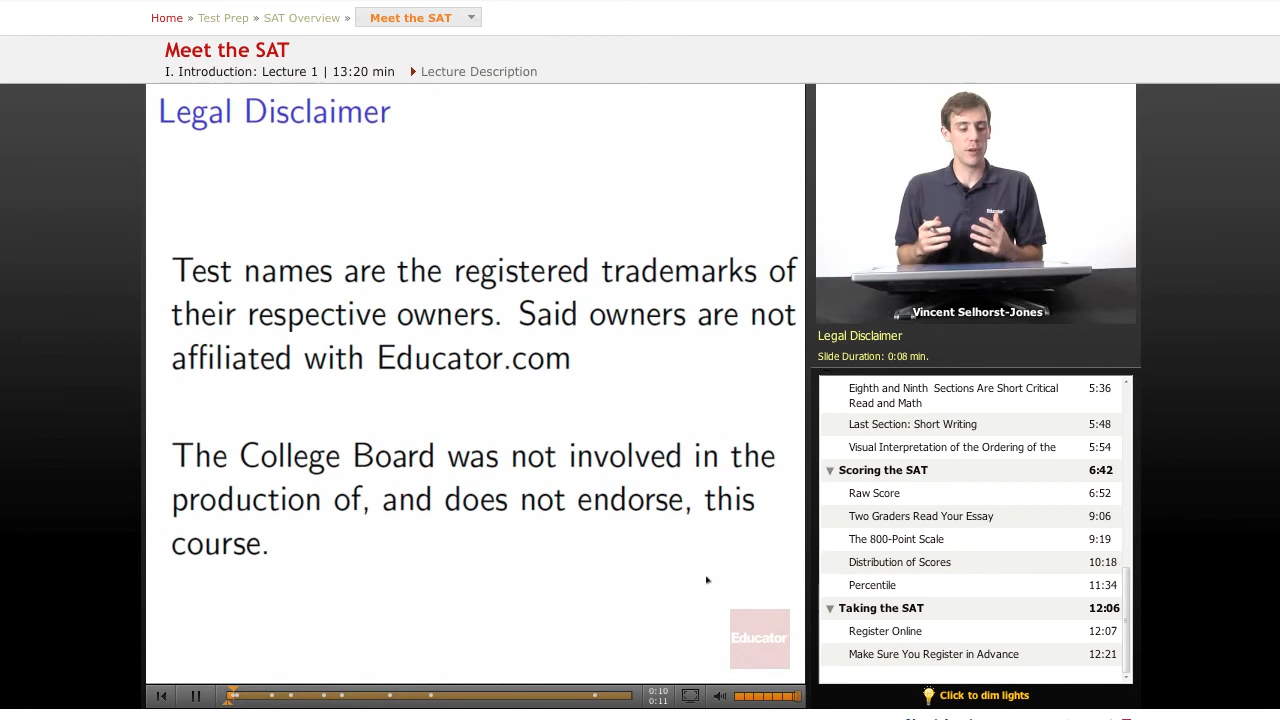 Home » Test Prep » SAT Overview » Meet the SAT
Meet the SAT
I. Introduction: Lecture 1 | 13:20 min Lecture Description
Legal Disclaimer
Test names are the registered trademarks of
their respective owners. Said owners are not
affiliated with Educator.com
The College Board was not involved in the
production of, and does not endorse, this
course.
Educator
0:10
0:11
Educator
Vincent Selhorst-Jones
Legal Disclaimer
Slide Duration: 0:08 min.
Eighth and Ninth Sections Are Short Critical 5:36
Read and Math
Last Section: Short Writing 5:48
Visual Interpretation of the Ordering of the 5:54
Scoring the SAT 6:42
Raw Score 6:52
Two Graders Read Your Essay 9:06
The 800-Point Scale 9:19
Distribution of Scores 10:18
Percentile 11:34
Taking the SAT 12:06
Register Online 12:07
Make Sure You Register in Advance 12:21
Click to dim lights